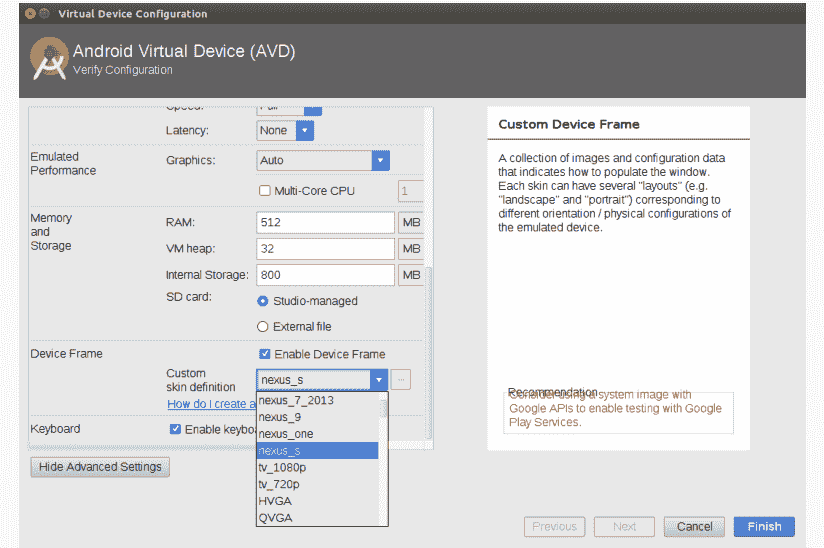 Virtual Device Configuration
Android Virtual Device (AVD)
Verify Configuration
Speed: Full
Latency: None
Emulated
Performance
Graphics: Auto
Multi-Core CPU 1
Memory
and
Storage
RAM: 512 MB
VM heap: 32 MB
Internal Storage: 800 MB
SD card: Studio-managed
External file
Device Frame
Enable Device Frame
Custom
skin definition
nexus_s ...
How do I create a
nexus_7_2013
nexus_9
nexus_one
nexus_s
tv_1080p
tv_720p
HVGA
QVGA
Keyboard
Enable keybo
Hide Advanced Settings
Custom Device Frame
A collection of images and configuration data
that indicates how to populate the window.
Each skin can have several "layouts" (e.g.
"landscape" and "portrait") corresponding to
different orientation / physical configurations of
the emulated device.
Recommendation
Consider using a system image with
Google APIs to enable testing with Google
Play Services.
Previous
Next
Cancel
Finish